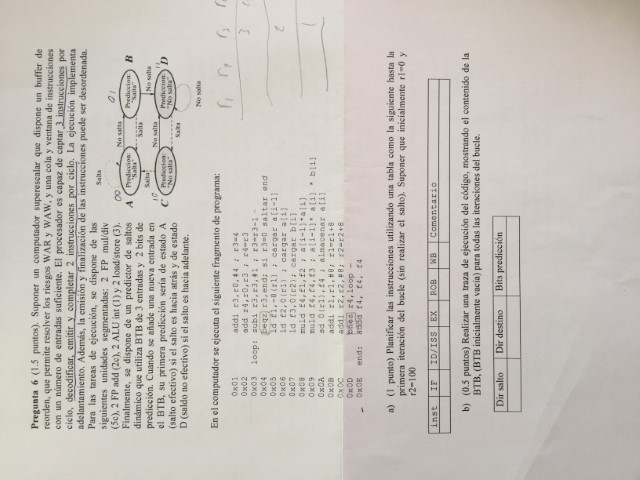 Pregunta 6 (1.5 puntos). Suponer un computador superescalar que dispone un buffer de
reorden, que permite resolver los riesgos WAR y WAW, y una cola y ventana de instrucciones
con un número de entradas suficiente. El procesador es capaz de captar 3 instrucciones por
ciclo, decodificar, emitir y completar 2 instrucciones por ciclo. La ejecución implementa
adelantamiento. Además, la emisión y finalización de las instrucciones puede ser desordenada.
Para las tareas de ejecución, se dispone de las
siguientes unidades segmentadas: 2 FP mul/div
(5c), 2 FP add (2c), 2 ALU int (1) y 2 load/store (3).
Finalmente, se dispone de un predictor de saltos
dinámico que utiliza BTB de 3 entradas y 2 bits de
predicción. Cuando se añade una nueva entrada en
el BTB, su primera predicción sería de estado A
(salto efectivo) si el salto es hacia atrás y de estado
D (saldo no efectivo) si el salto es hacia adelante.
Salta
00
No salta
01
A
Prediccion: "Salta"
Prediccion: "Salta"
B
Salta
Salta
No salta
10
No salta
11
C
Prediccion: "No salta"
Prediccion: "No salta"
D
Salta
No salta
En el computador se ejecuta el siguiente fragmento de programa:
r1 r2 r3
3
2
1
0x01 addi r3,r0,#4 ; r3=4
0x02 add r4,r0,r3 ; r4=r3
0x03 loop: subi r3,r3,#1 ; r3=r3-1
0x04 beqz r3,end; si r3=0 saltar end
0x05 ld f1,-8(r1) ; cargar a[i-1]
0x06 ld f2,0(r1) ; cargar a[i]
0x07 ld f3,0(r2); cargar b[i]
0x08 muld f4,f1,f2 ; a[i-1]*a[i]
0x09 muld f4,f4,f3 ; a[i-1]* a[i] * b[i]
0x0A sd 0(r1),f4 ; almacenar a[i]
0x0B addi r1,r1,#8; r1=r1+8
0x0C addi r2,r2,#8; r2=r2+8
0x0D bnez r4,loop
0x0E end: addd f4, f4, f4
a) (1 punto) Planificar las instrucciones utilizando una tabla como la siguiente hasta la
primera iteración del bucle (sin realizar el salto). Suponer que inicialmente r1=0 y
r2=100
inst IF ID/ISS EX ROB WB Comentario
b) (0.5 puntos) Realizar una traza de ejecución del código, mostrando el contenido de la
BTB, (BTB inicialmente vacía) para todas las iteraciones del bucle.
Dir salto Dir destino Bits predicción